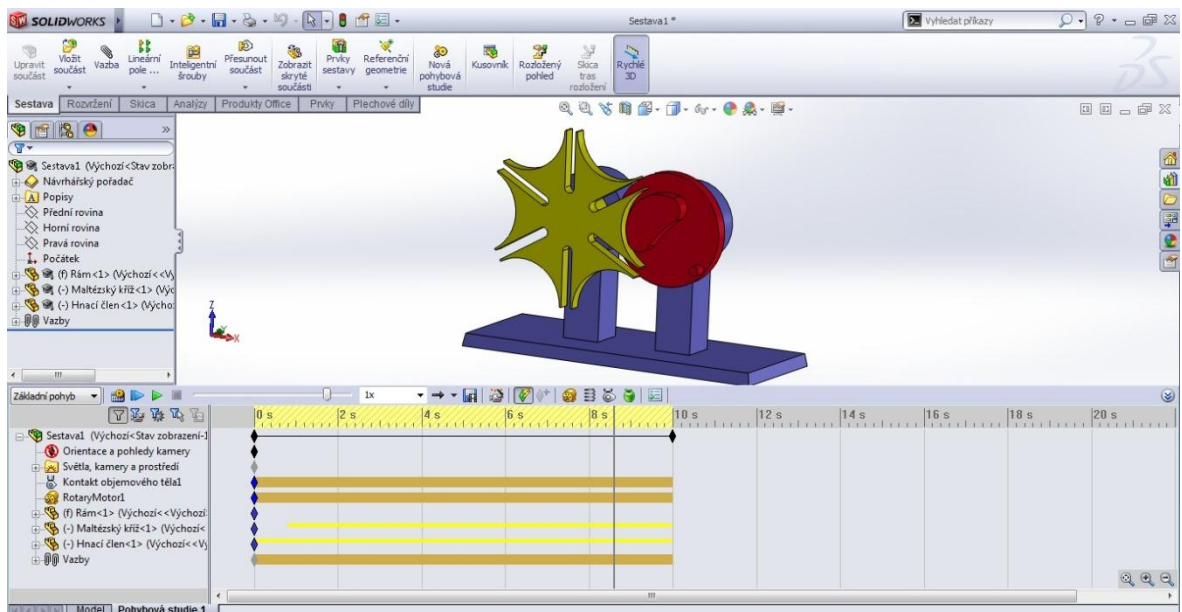 SOLIDWORKS
Sestava1 *
Vyhledat příkazy
Upravit součást
Vložit součást
Vazba
Lineární pole ...
Inteligentní šrouby
Přesunout součást
Zobrazit skryté součásti
Prvky sestavy
Referenční geometrie
Nová pohybová studie
Kusovník
Rozložený pohled
Skica tras rozložení
Rychlé 3D
Sestava Rozvržení Skica Analýzy Produkty Office Prvky Plechové díly
Sestava1 (Výchozí<Stav zobra
Návrhářský pořadač
Popisy
Přední rovina
Horní rovina
Pravá rovina
Počátek
(f) Rám<1> (Výchozí<<Vý
(-) Maltézský kříž<1> (Výc
(-) Hnací člen<1> (Výcho
Vazby
Z
X
Základní pohyb
1x
0 s 2 s 4 s 6 s 8 s 10 s 12 s 14 s 16 s 18 s 20 s
Sestava1 (Výchozí<Stav zobrazení-1
Orientace a pohledy kamery
Světla, kamery a prostředí
Kontakt objemového těla1
RotaryMotor1
(f) Rám<1> (Výchozí<<Výchozí
(-) Maltézský kříž<1> (Výchozí<
(-) Hnací člen<1> (Výchozí<<Vý
Vazby
Model Pohybová studie 1